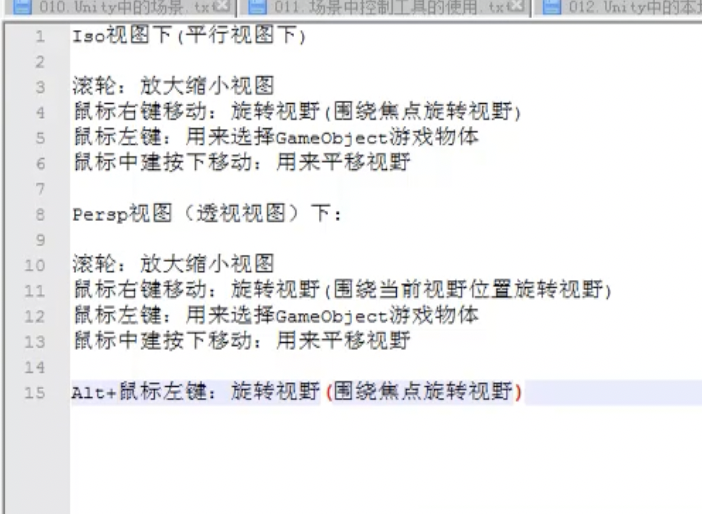 010.Unity中的场景.tx
011.场景中控制工具的使用.tx
012.Unity中的本
1 Iso视图下(平行视图下)
2
3 滚轮：放大缩小视图
4 鼠标右键移动：旋转视野(围绕焦点旋转视野)
5 鼠标左键：用来选择GameObject游戏物体
6 鼠标中建按下移动：用来平移视野
7
8 Persp视图（透视视图）下：
9
10 滚轮：放大缩小视图
11 鼠标右键移动：旋转视野(围绕当前视野位置旋转视野)
12 鼠标左键：用来选择GameObject游戏物体
13 鼠标中建按下移动：用来平移视野
14
15 Alt+鼠标左键：旋转视野(围绕焦点旋转视野)